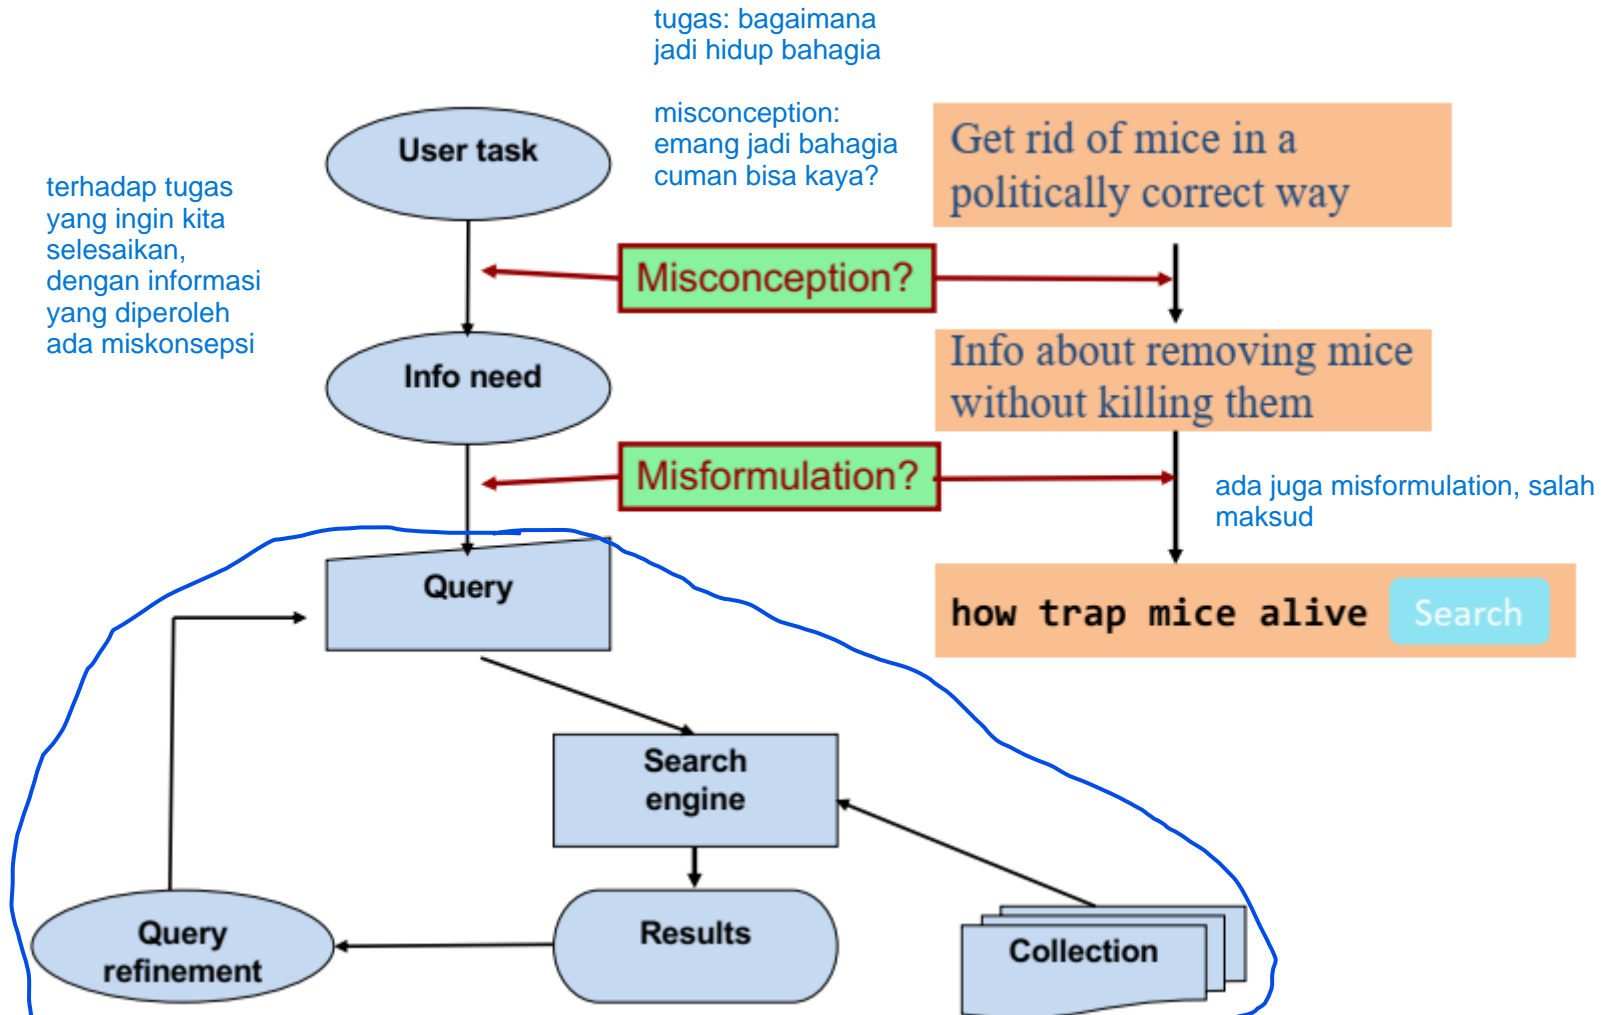 tugas: bagaimana
jadi hidup bahagia
misconception:
emang jadi bahagia
cuman bisa kaya?
User task
Get rid of mice in a
politically correct way
terhadap tugas
yang ingin kita
selesaikan,
dengan informasi
yang diperoleh
ada miskonsepsi
Misconception?
Info need
Info about removing mice
without killing them
Misformulation?
ada juga misformulation, salah
maksud
Query
how trap mice alive Search
Search
engine
Query
refinement
Results
Collection